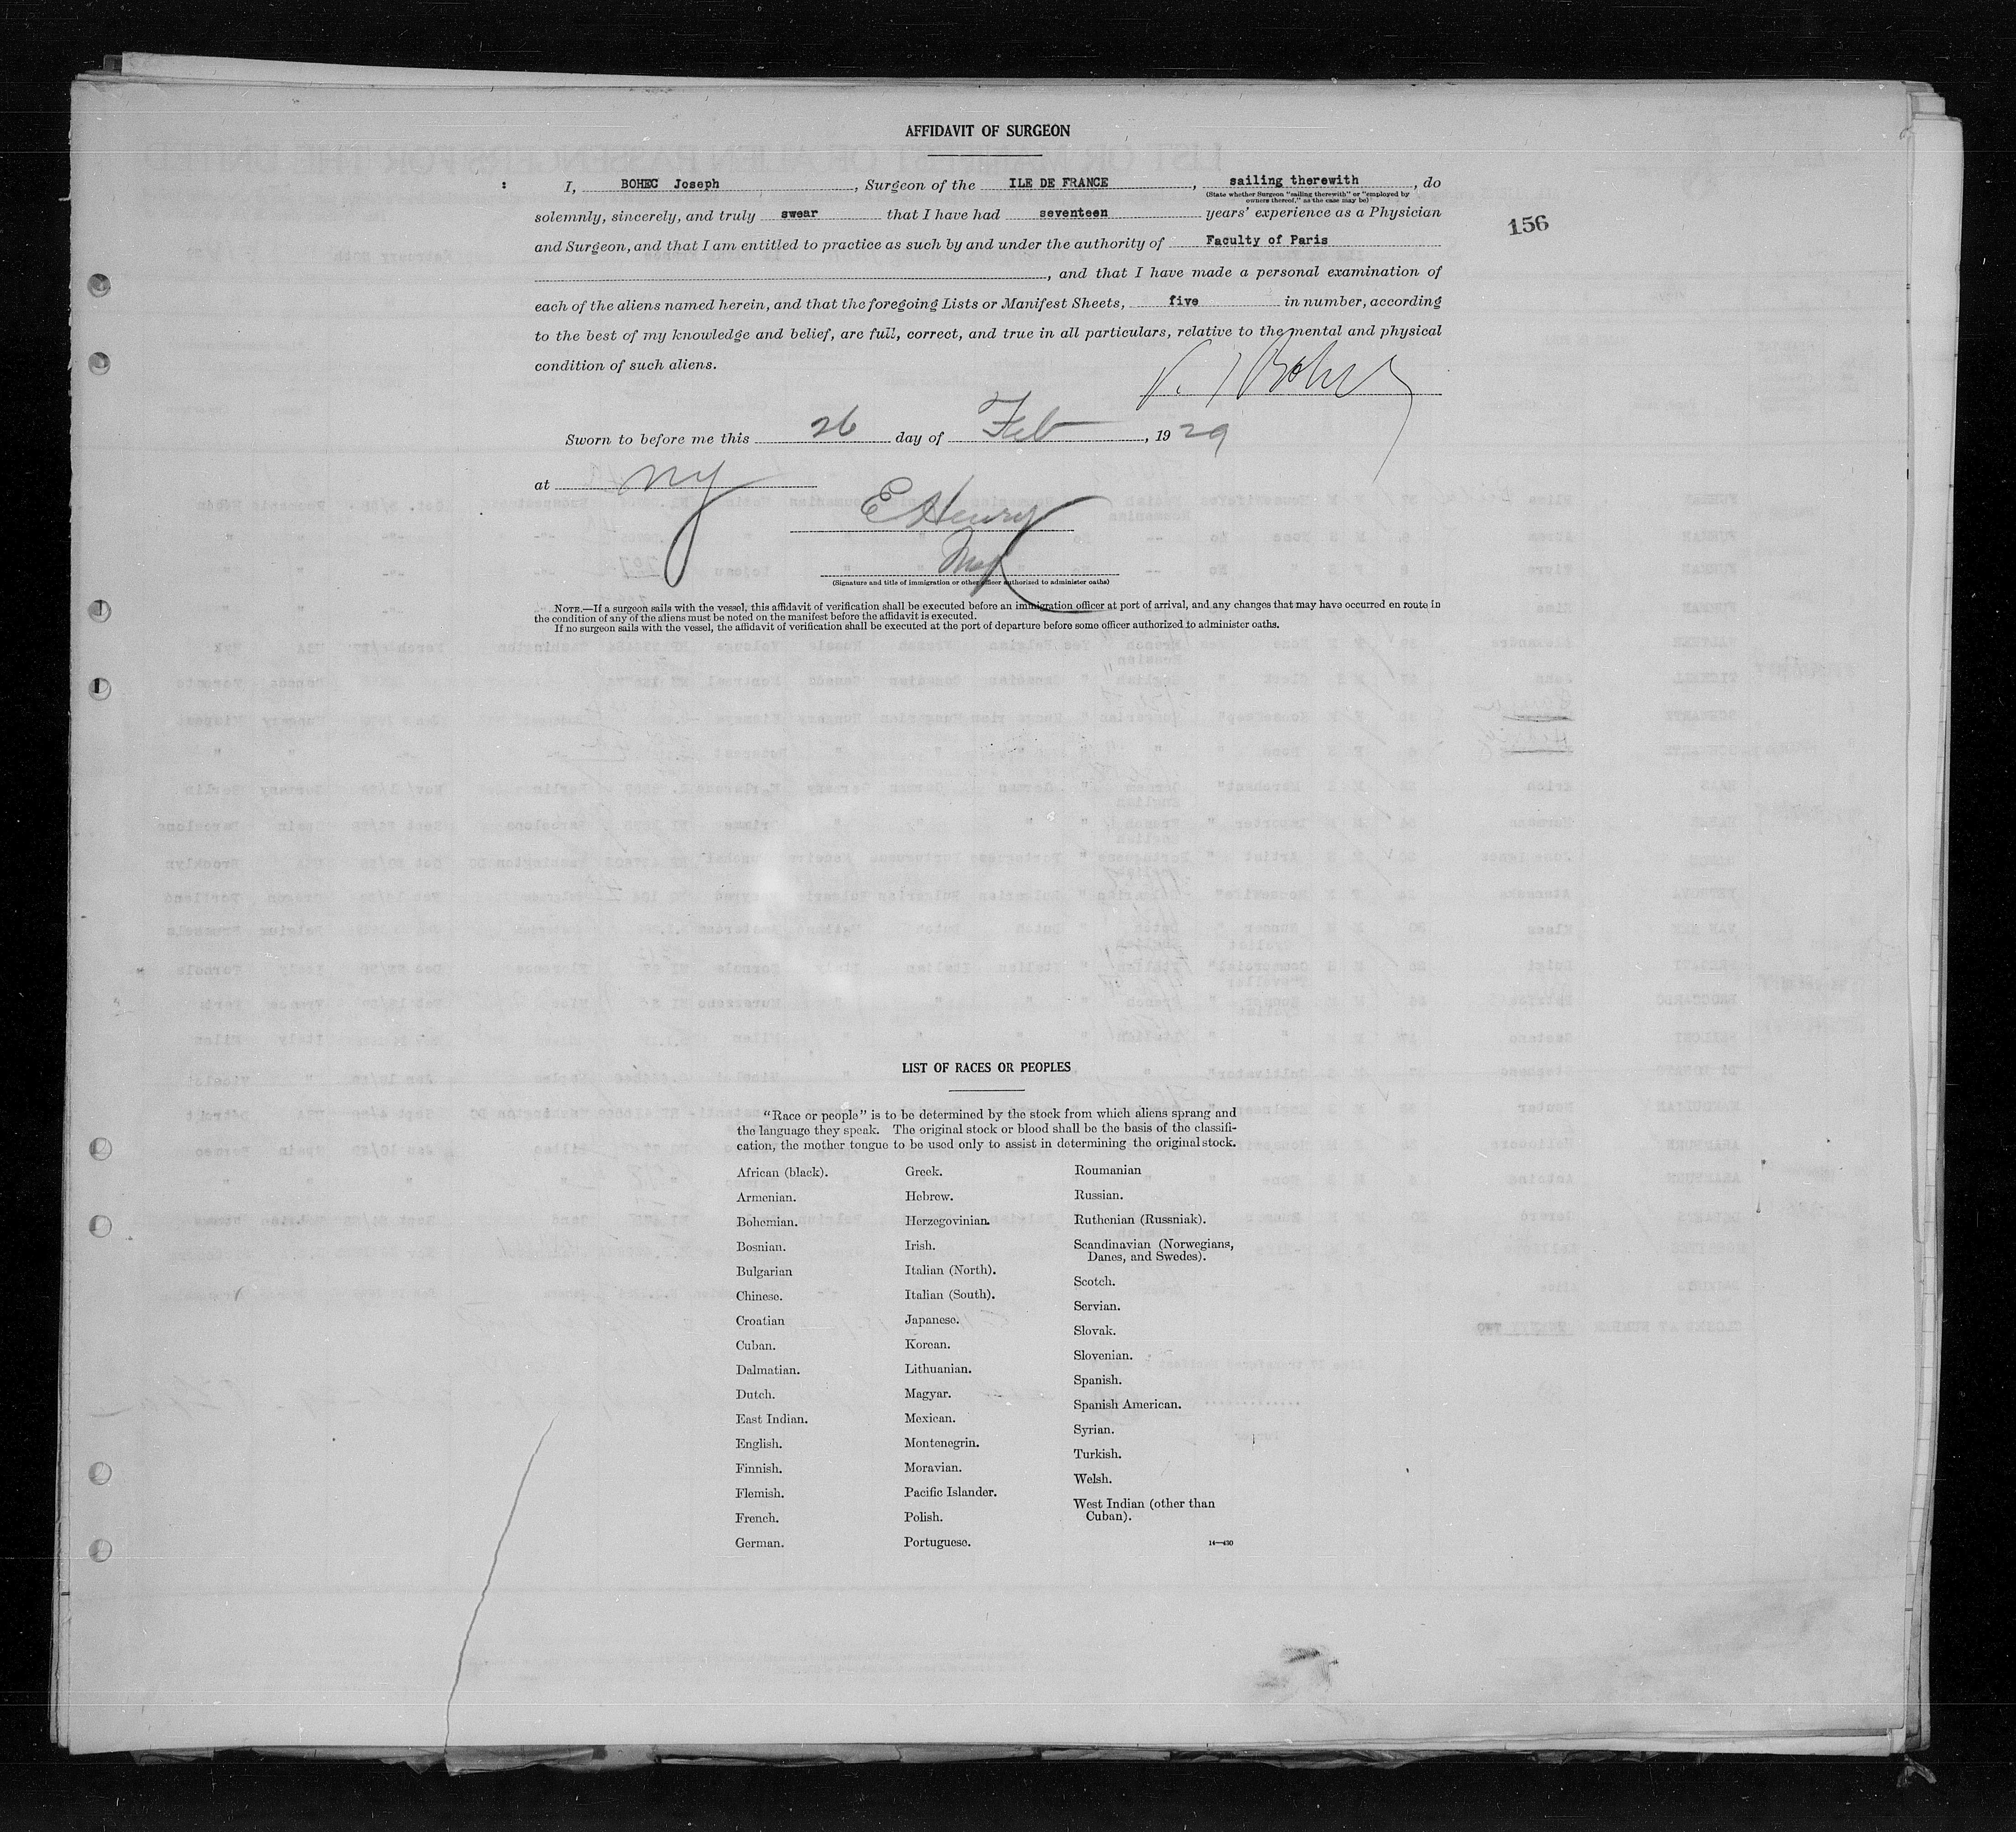 AFFIDAVIT OF SURGEON
I, BOHEC Joseph, Surgeon of the ILE DE FRANCE, sailing therewith, do
(State whether Surgeon "sailing therewith" or "employed by
owners thereof," as the case may be)
solemnly, sincerely, and truly swear that I have had seventeen years' experience as a Physician
156
and Surgeon, and that I am entitled to practice as such by and under the authority of Faculty of Paris
, and that I have made a personal examination of
each of the aliens named herein, and that the foregoing Lists or Manifest Sheets, five in number, according
to the best of my knowledge and belief, are full, correct, and true in all particulars, relative to the mental and physical
condition of such aliens.
Sworn to before me this 26 day of Feb, 1929
at NY
E Henry
(Signature and title of immigration or other officer authorized to administer oaths)
NOTE.—If a surgeon sails with the vessel, this affidavit of verification shall be executed before an immigration officer at port of arrival, and any changes that may have occurred en route in
the condition of any of the aliens must be noted on the manifest before the affidavit is executed.
If no surgeon sails with the vessel, the affidavit of verification shall be executed at the port of departure before some officer authorized to administer oaths.
LIST OF RACES OR PEOPLES
"Race or people" is to be determined by the stock from which aliens sprang and
the language they speak. The original stock or blood shall be the basis of the classifi-
cation, the mother tongue to be used only to assist in determining the original stock.
African (black).
Armenian.
Bohemian.
Bosnian.
Bulgarian
Chinese.
Croatian
Cuban.
Dalmatian.
Dutch.
East Indian.
English.
Finnish.
Flemish.
French.
German.
Greek.
Hebrew.
Herzegovinian.
Irish.
Italian (North).
Italian (South).
Japanese.
Korean.
Lithuanian.
Magyar.
Mexican.
Montenegrin.
Moravian.
Pacific Islander.
Polish.
Portuguese.
Roumanian
Russian.
Ruthenian (Russniak).
Scandinavian (Norwegians,
Danes, and Swedes).
Scotch.
Servian.
Slovak.
Slovenian.
Spanish.
Spanish American.
Syrian.
Turkish.
Welsh.
West Indian (other than
Cuban).
14—430